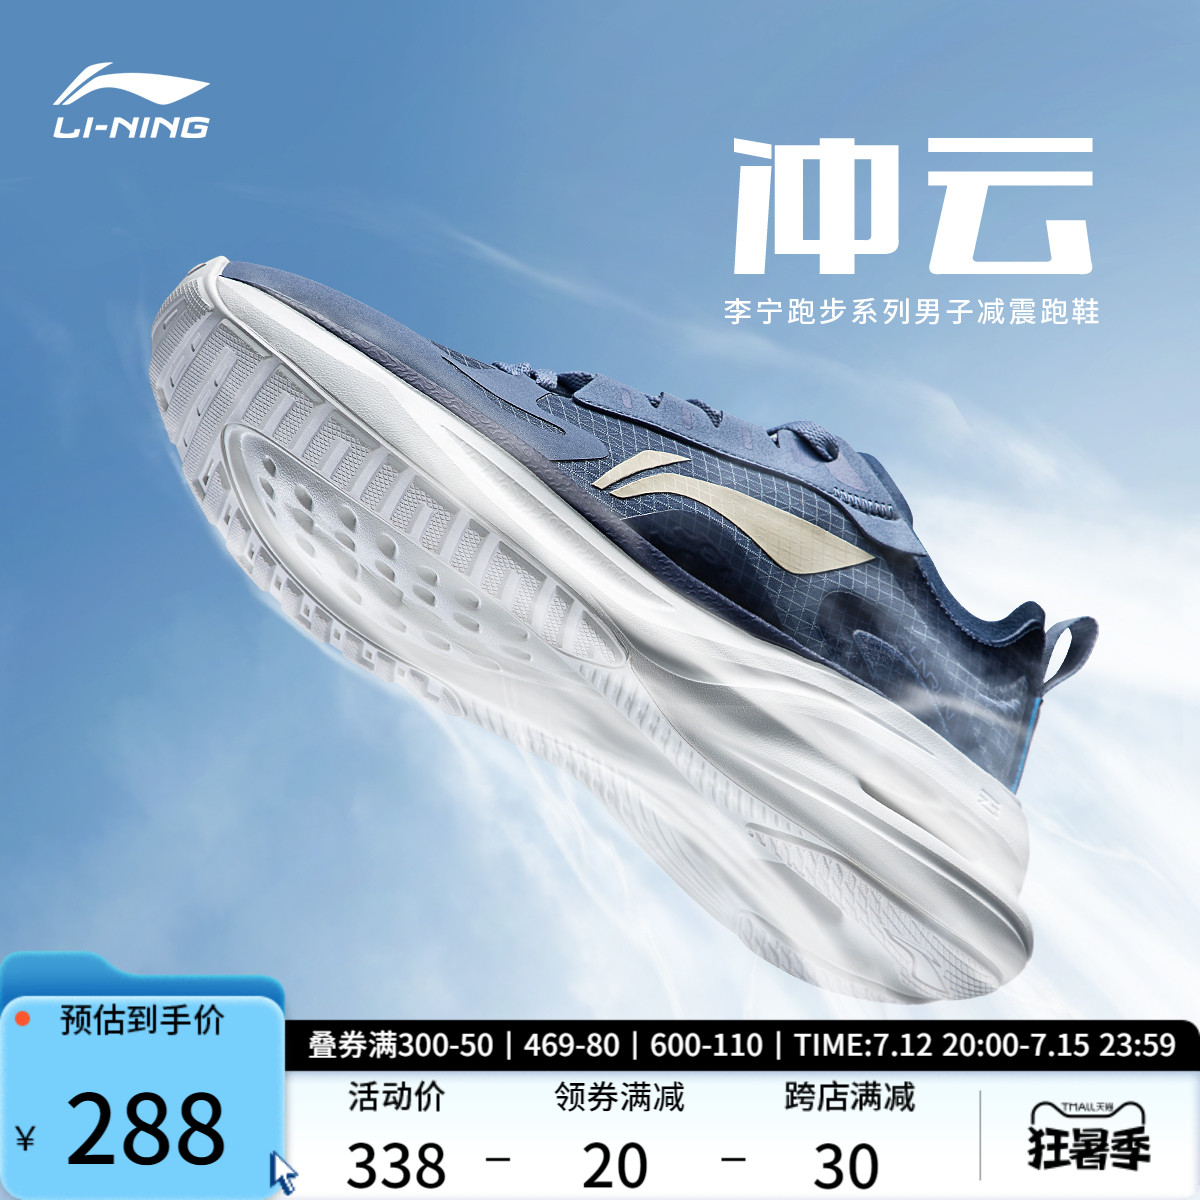 LI-NING
冲云
李宁跑步系列男子减震跑鞋
预估到手价
¥288
叠券满300-50 | 469-80 | 600-110 | TIME:7.12 20:00-7.15 23:59
活动价 领券满减 跨店满减
338 - 20 - 30
TMALL天猫
狂暑季